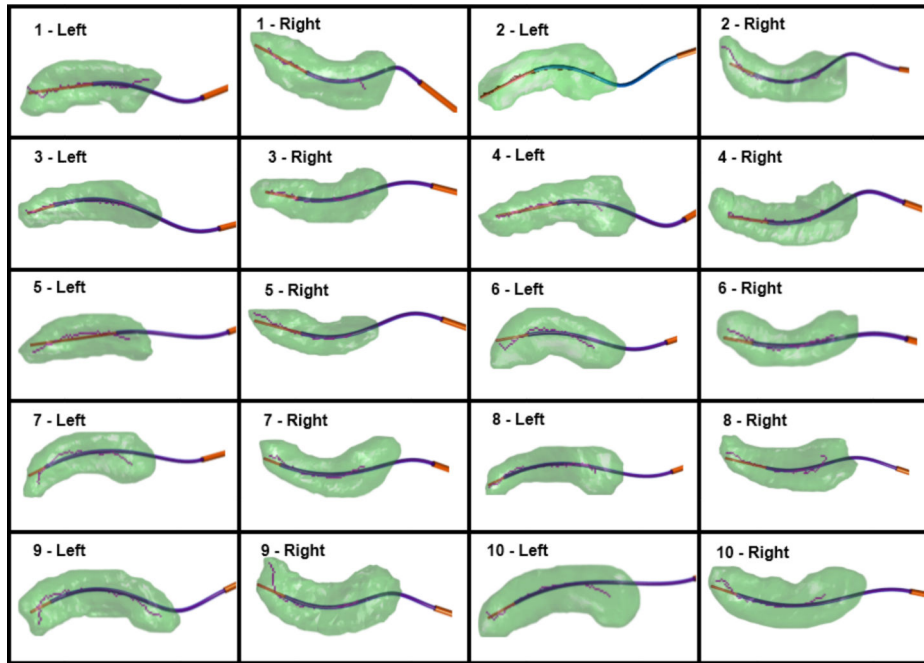 1 - Left
1 - Right
2 - Left
2 - Right
3 - Left
3 - Right
4 - Left
4 - Right
5 - Left
5 - Right
6 - Left
6 - Right
7 - Left
7 - Right
8 - Left
8 - Right
9 - Left
9 - Right
10 - Left
10 - Right